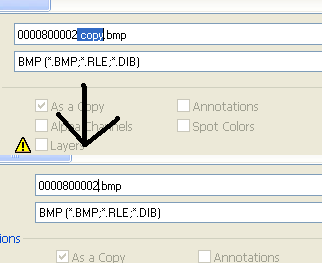 0000800002 copy.bmp
BMP (*.BMP;*.RLE;*.DIB)
As a Copy Annotations
Alpha Channels Spot Colors
Layers
0000800002.bmp
BMP (*.BMP;*.RLE;*.DIB)
ions
As a Copy Annotations